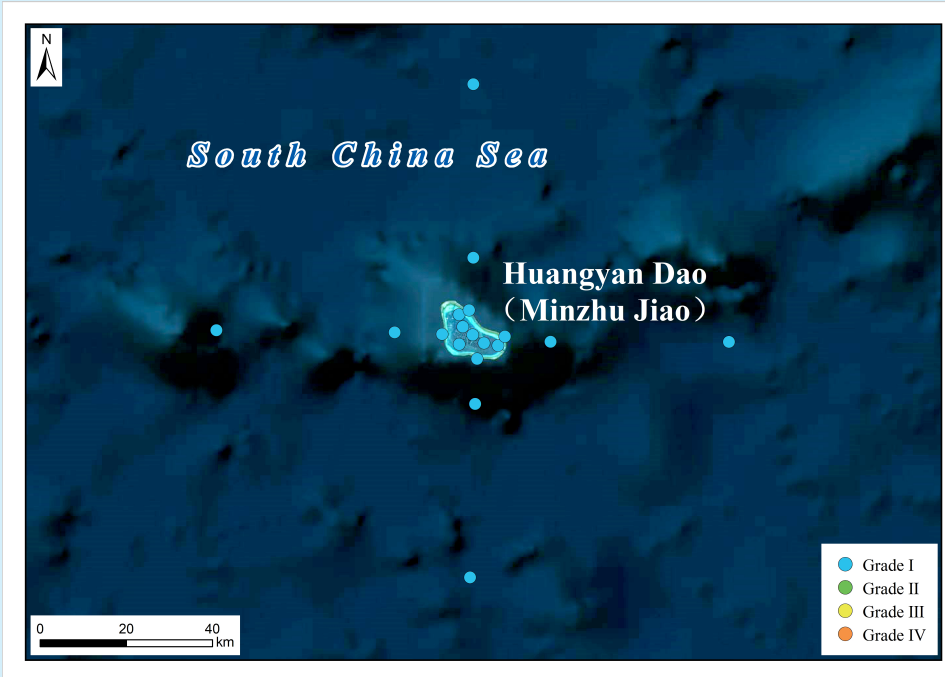 N
South China Sea
Huangyan Dao
（Minzhu Jiao）
Grade I
Grade II
Grade III
Grade IV
0 20 40
km